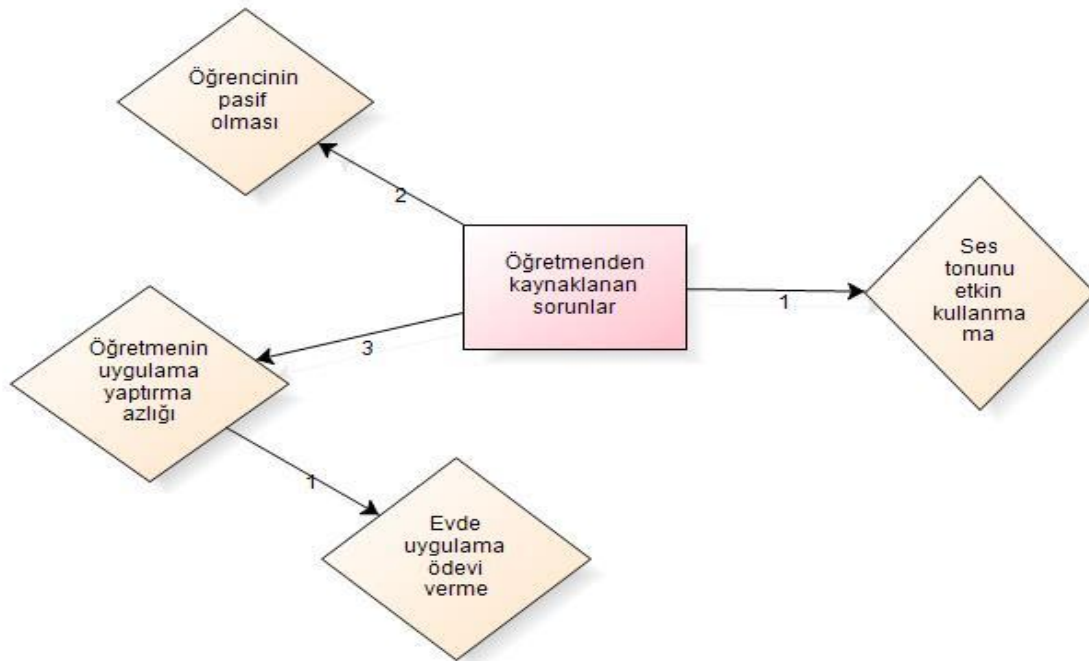 Öğrencinin
pasif
olması
2
Öğretmenden
kaynaklanan
sorunlar
1
Ses
tonunu
etkin
kullanma
ma
3
Öğretmenin
uygulama
yaptırma
azlığı
1
Evde
uygulama
ödevi
verme